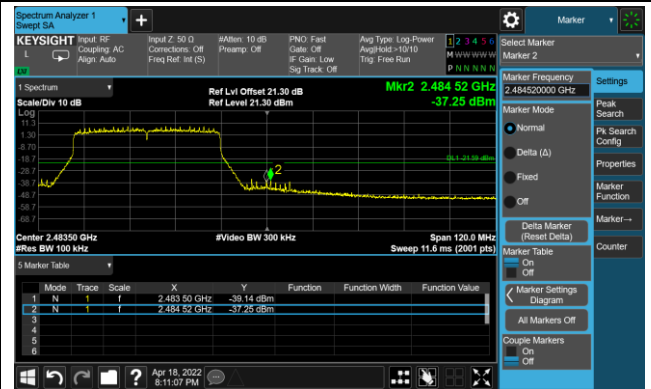 Spectrum Analyzer 1
Swept SA
+
Marker
KEYSIGHT
L
LXI
Input: RF
Coupling: AC
Align: Auto
Input Z: 50 Ω
Corrections: Off
Freq Ref: Int (S)
#Atten: 10 dB
Preamp: Off
PNO: Fast
Gate: Off
IF Gain: Low
Sig Track: Off
Avg Type: Log-Power
Avg|Hold:>10/10
Trig: Free Run
1 2 3 4 5 6
M W W W W W
P N N N N N
Select Marker
Marker 2
1 Spectrum
Scale/Div 10 dB
Log
Ref Lvl Offset 21.30 dB
Ref Level 21.30 dBm
Mkr2 2.484 52 GHz
-37.25 dBm
11.3
1.30
-8.70
-18.7
-28.7
-38.7
-48.7
-58.7
-68.7
DL1 -21.39 dBm
2
Center 2.48350 GHz
#Res BW 100 kHz
#Video BW 300 kHz
Span 120.0 MHz
Sweep 11.6 ms (2001 pts)
5 Marker Table
Mode Trace Scale X Y Function Function Width Function Value
1 N 1 f 2.483 50 GHz -39.14 dBm
2 N 1 f 2.484 52 GHz -37.25 dBm
3
4
5
6
Marker Frequency
2.484520000 GHz
Marker Mode
Normal
Delta (Δ)
Fixed
Off
Delta Marker
(Reset Delta)
Marker Table
On
Off
Marker Settings
Diagram
All Markers Off
Couple Markers
On
Off
Settings
Peak
Search
Pk Search
Config
Properties
Marker
Function
Marker→
Counter
?
Apr 18, 2022
8:11:07 PM